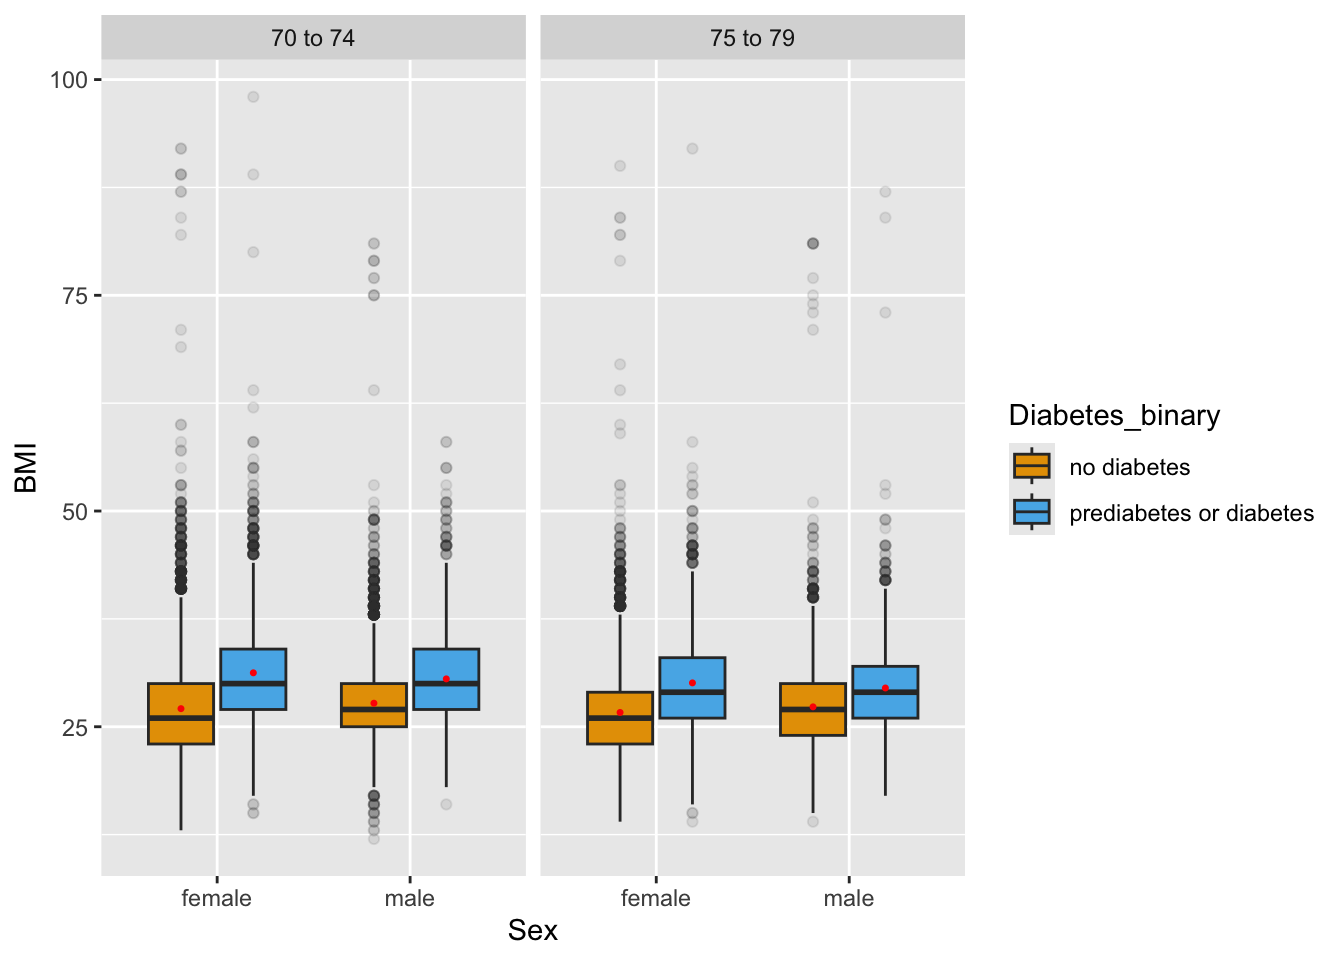 70 to 74
75 to 79
100
75
50
25
BMI
female
male
female
male
Sex
Diabetes_binary
no diabetes
prediabetes or diabetes